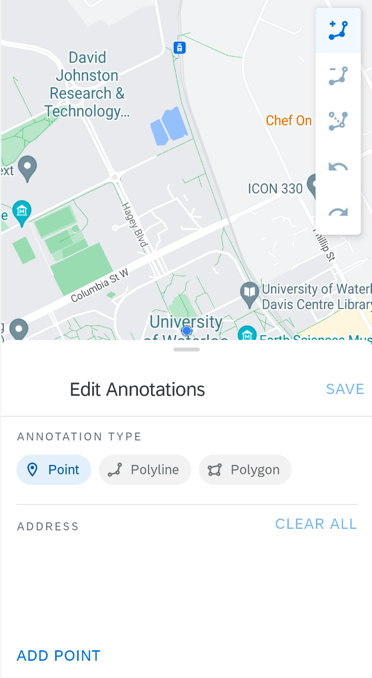 David
Johnston
Research &
Technology...
Chef On
ext
ICON 330
e
Hagey Blvd
Phillip St
Columbia St W
University of Waterl
Davis Centre Library
University
of Waterloo
Earth Sciences Mus
g
Edit Annotations
SAVE
ANNOTATION TYPE
Point
Polyline
Polygon
ADDRESS
CLEAR ALL
ADD POINT